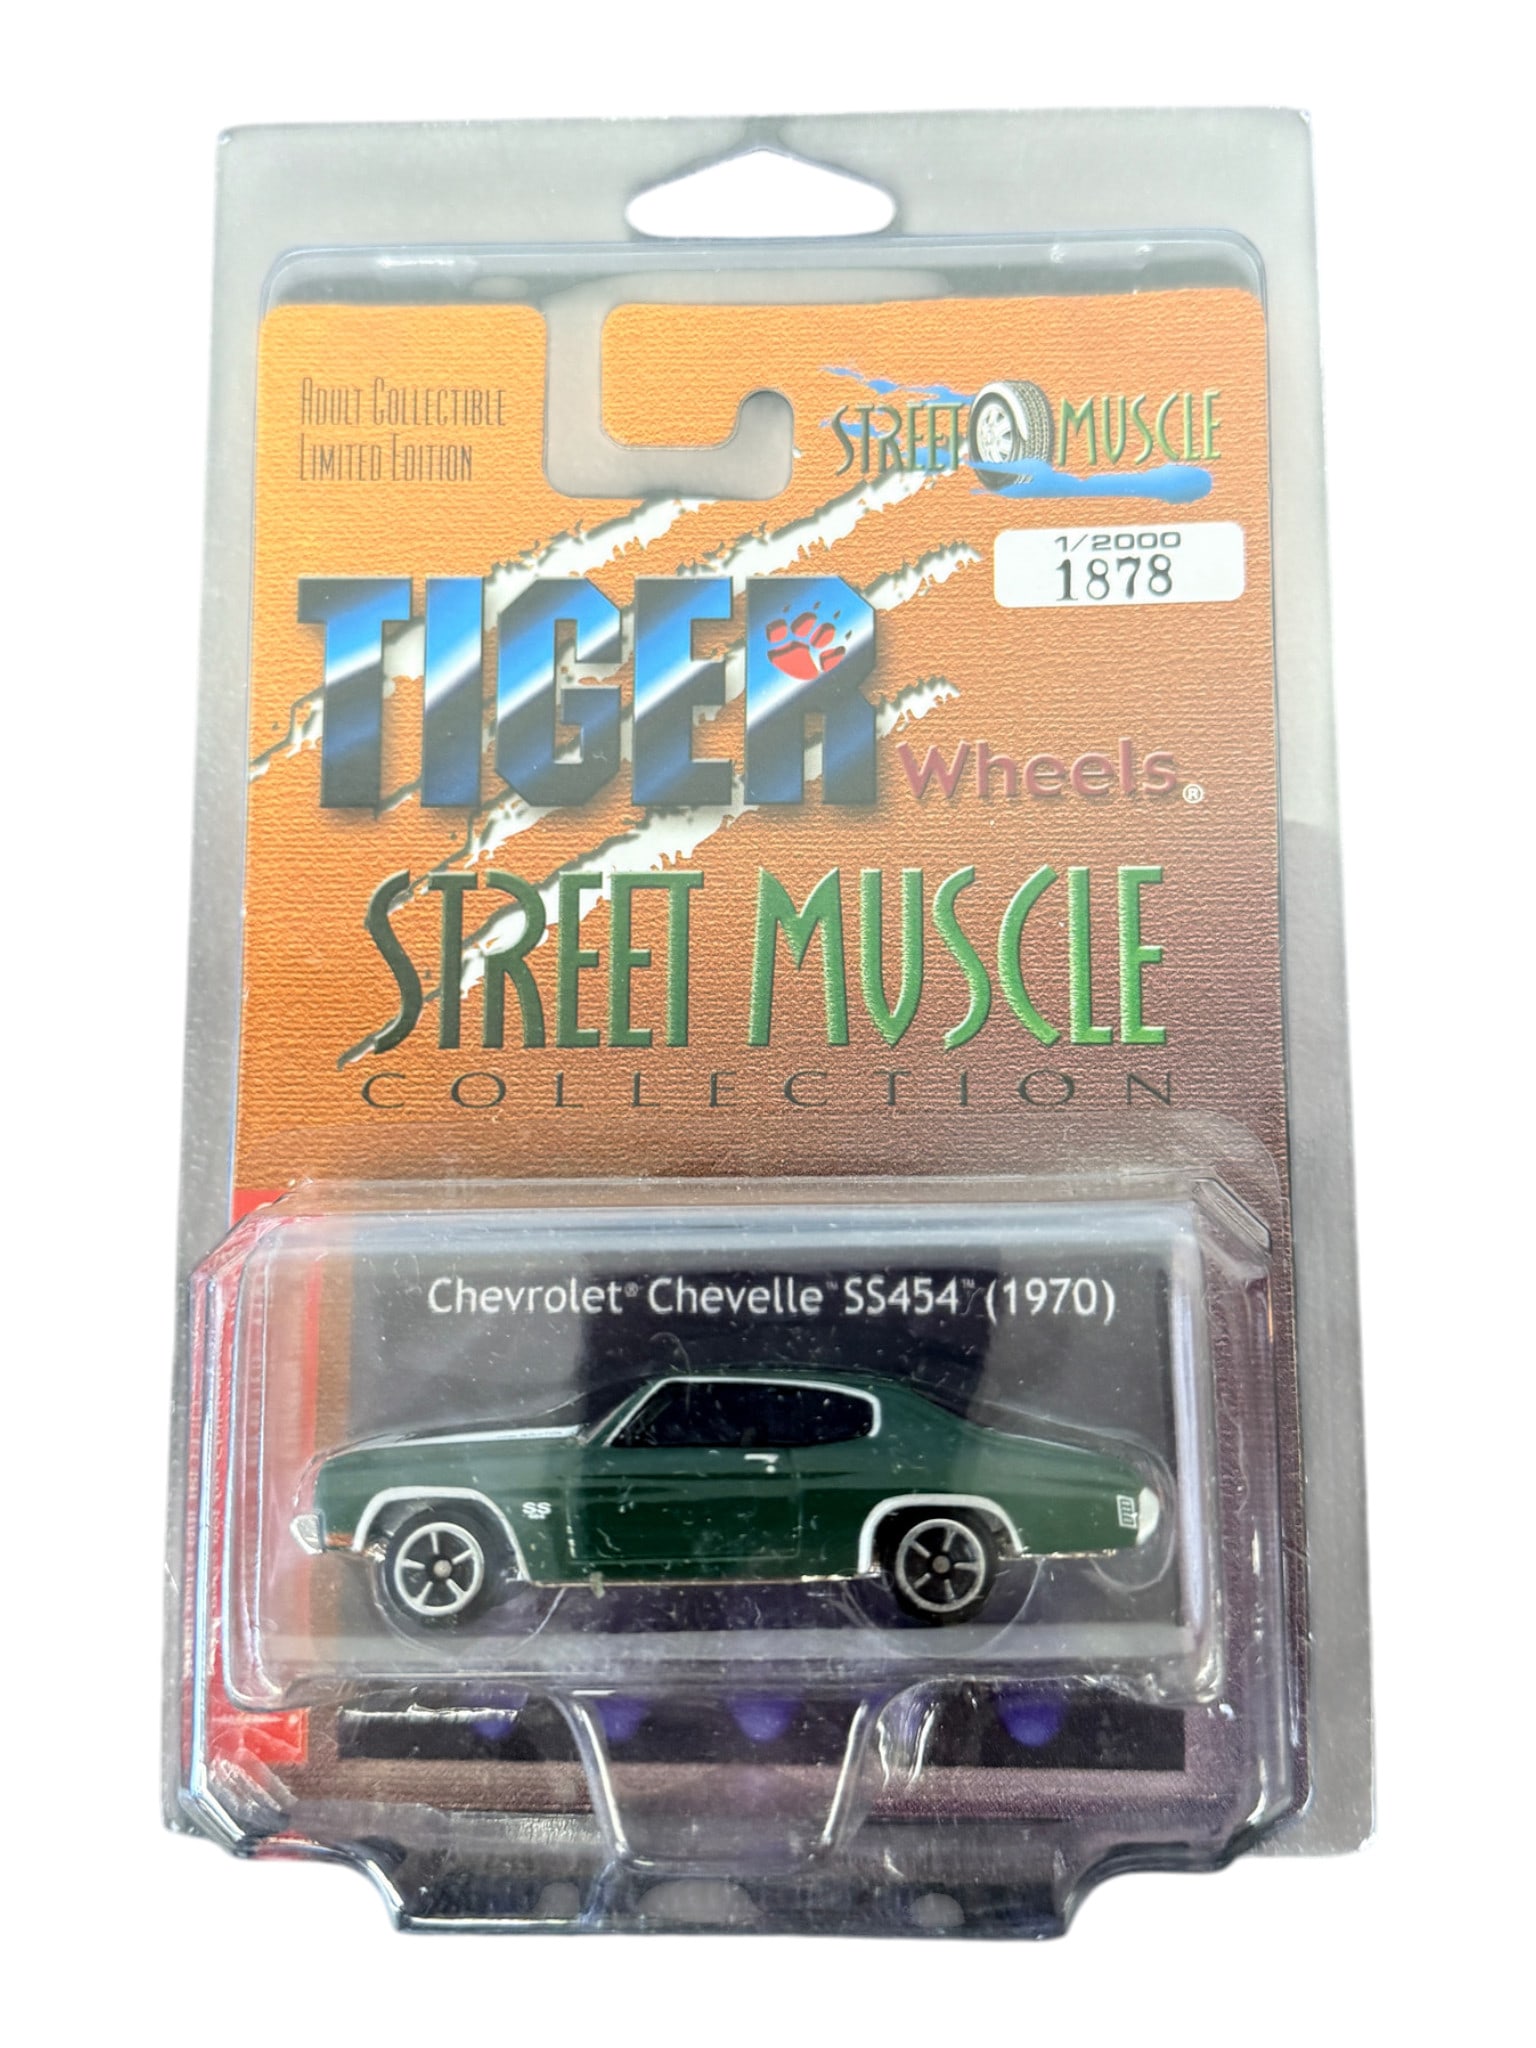 Adult Collectible
Limited Edition
STREET MUSCLE
1/2000
1878
TIGER
Wheels®
STREET MUSCLE
COLLECTION
Chevrolet® Chevelle™ SS454™ (1970)
SS